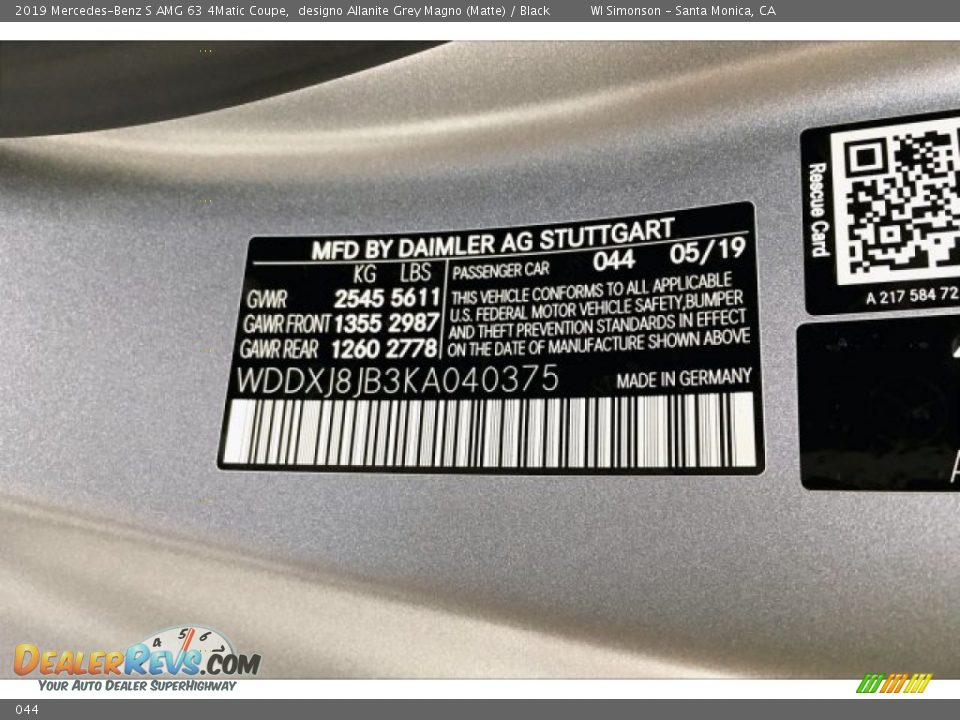 2019 Mercedes-Benz S AMG 63 4Matic Coupe, designo Allanite Grey Magno (Matte) / Black WI Simonson - Santa Monica, CA
MFD BY DAIMLER AG STUTTGART
KG LBS PASSENGER CAR 044 05/19
GVWR 2545 5611
GAWR FRONT 1355 2987
GAWR REAR 1260 2778
THIS VEHICLE CONFORMS TO ALL APPLICABLE
U.S. FEDERAL MOTOR VEHICLE SAFETY,BUMPER
AND THEFT PREVENTION STANDARDS IN EFFECT
ON THE DATE OF MANUFACTURE SHOWN ABOVE
WDDXJ8JB3KA040375 MADE IN GERMANY
Rescue Card
A 217 584 72
4 5 6
DEALERREVS.COM
YOUR AUTO DEALER SUPERHIGHWAY
044